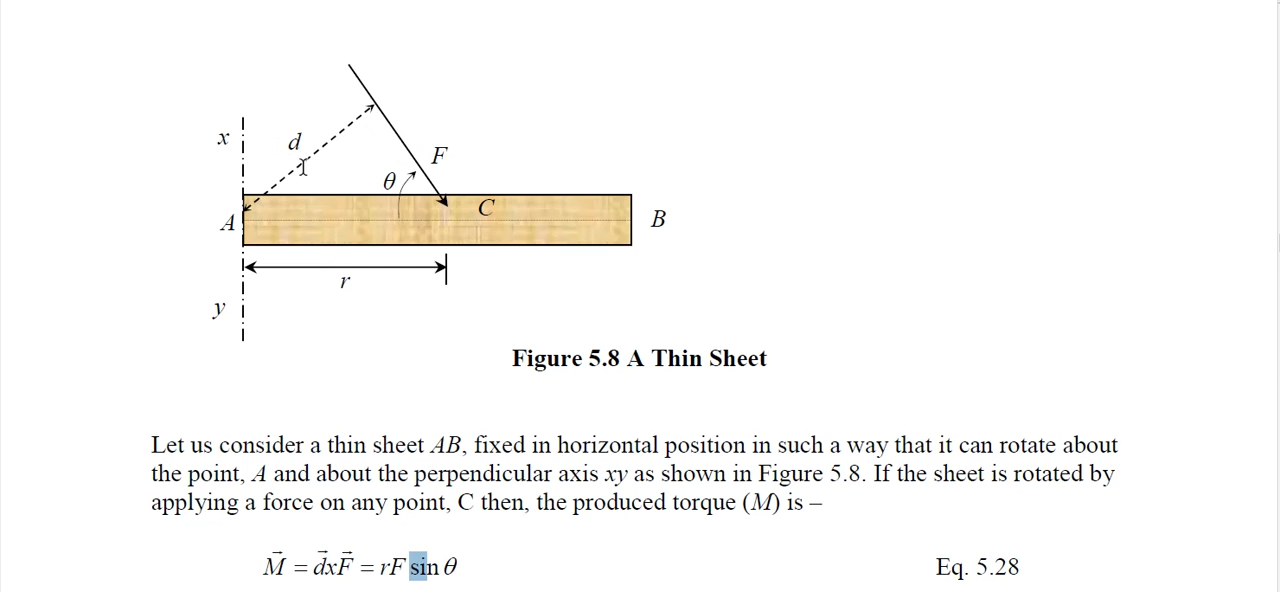 x
d
F
θ
C
A
B
r
y
Figure 5.8 A Thin Sheet
Let us consider a thin sheet AB, fixed in horizontal position in such a way that it can rotate about
the point, A and about the perpendicular axis xy as shown in Figure 5.8. If the sheet is rotated by
applying a force on any point, C then, the produced torque (M) is –
M⃗ = d⃗xF⃗ = rF sin θ Eq. 5.28